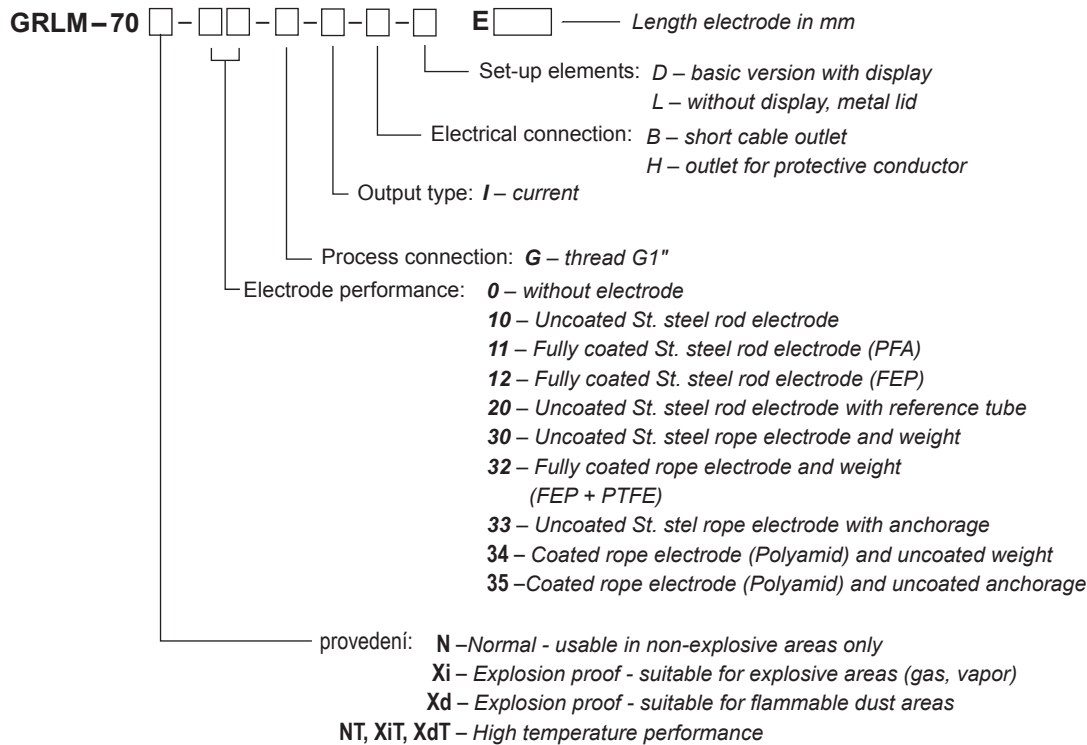 GRLM – 70 – – – – – E Length electrode in mm
Set-up elements: D – basic version with display
L – without display, metal lid
Electrical connection: B – short cable outlet
H – outlet for protective conductor
Output type: I – current
Process connection: G – thread G1"
Electrode performance: 0 – without electrode
10 – Uncoated St. steel rod electrode
11 – Fully coated St. steel rod electrode (PFA)
12 – Fully coated St. steel rod electrode (FEP)
20 – Uncoated St. steel rod electrode with reference tube
30 – Uncoated St. steel rope electrode and weight
32 – Fully coated rope electrode and weight
(FEP + PTFE)
33 – Uncoated St. stel rope electrode with anchorage
34 – Coated rope electrode (Polyamid) and uncoated weight
35 –Coated rope electrode (Polyamid) and uncoated anchorage
provedení: N –Normal - usable in non-explosive areas only
Xi – Explosion proof - suitable for explosive areas (gas, vapor)
Xd – Explosion proof - suitable for flammable dust areas
NT, XiT, XdT – High temperature performance